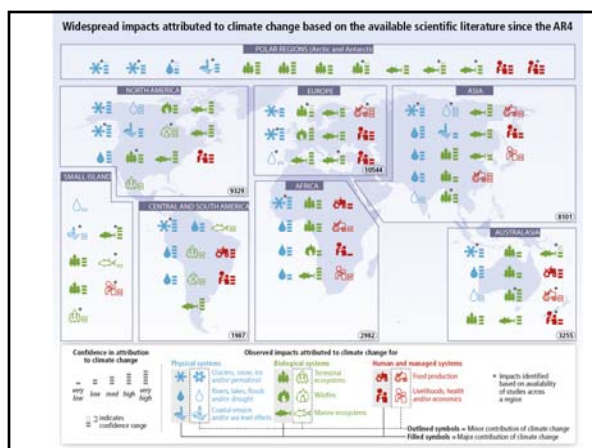 Widespread impacts attributed to climate change based on the available scientific literature since the AR4
POLAR REGIONS (Arctic and Antarctic
NORTH AMERICA
EUROPE
ASIA
9329
10544
8101
SMALL ISLAND
CENTRAL AND SOUTH AMERICA
AFRICA
AUSTRALASIA
1987
2982
3255
Confidence in attribution
to climate change
very
low
low
med
high
very
high
indicates
confidence range
Observed impacts attributed to climate change for
Physical systems
Glaciers, snow, ice
and/or permafrost
Rivers, lakes, floods
and/or drought
Coastal erosion
and/or sea level effects
Biological systems
Terrestrial
ecosystems
Wildfire
Marine ecosystems
Human and managed systems
Food production
Livelihoods, health
and/or economics
* Impacts identified
based on availability
of studies across
a region
Outlined symbols = Minor contribution of climate change
Filled symbols = Major contribution of climate change